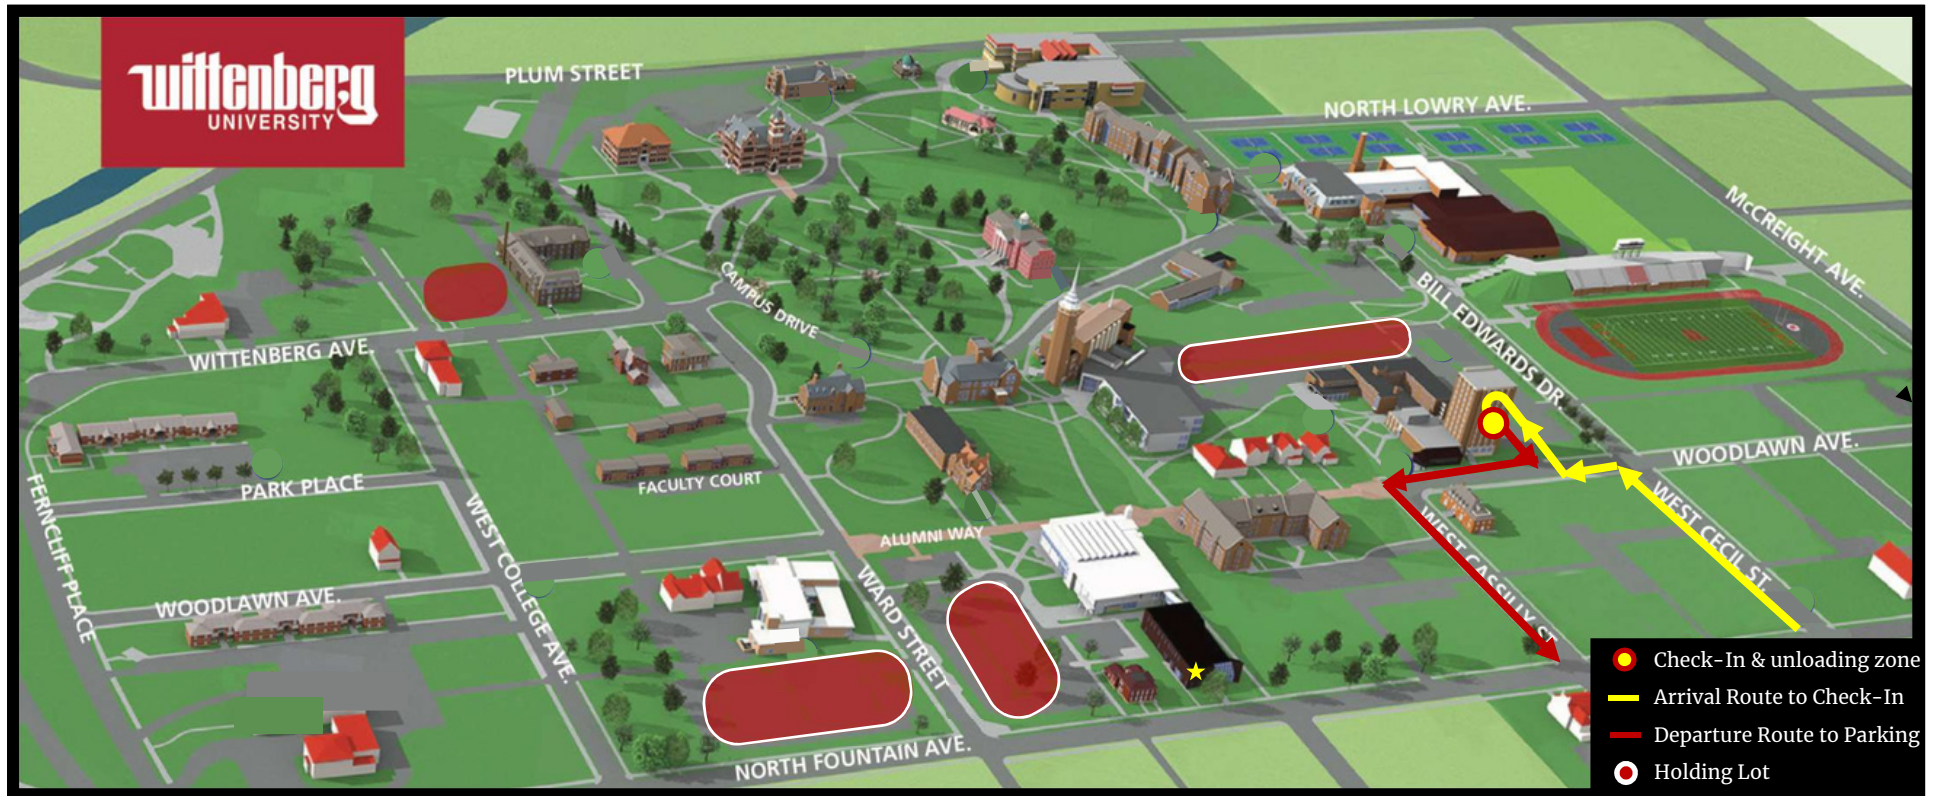 wittenberg
UNIVERSITY
PLUM STREET
NORTH LOWRY AVE.
McCREIGHT AVE.
CAMPUS DRIVE
BILL EDWARDS DR.
WITTENBERG AVE.
WOODLAWN AVE.
FERNCLIFF PLACE
PARK PLACE
FACULTY COURT
WEST COLLEGE AVE.
ALUMNI WAY
WEST CASSILLY ST.
WEST CECIL ST.
WOODLAWN AVE.
WARD STREET
NORTH FOUNTAIN AVE.
Check-In & unloading zone
Arrival Route to Check-In
Departure Route to Parking
Holding Lot